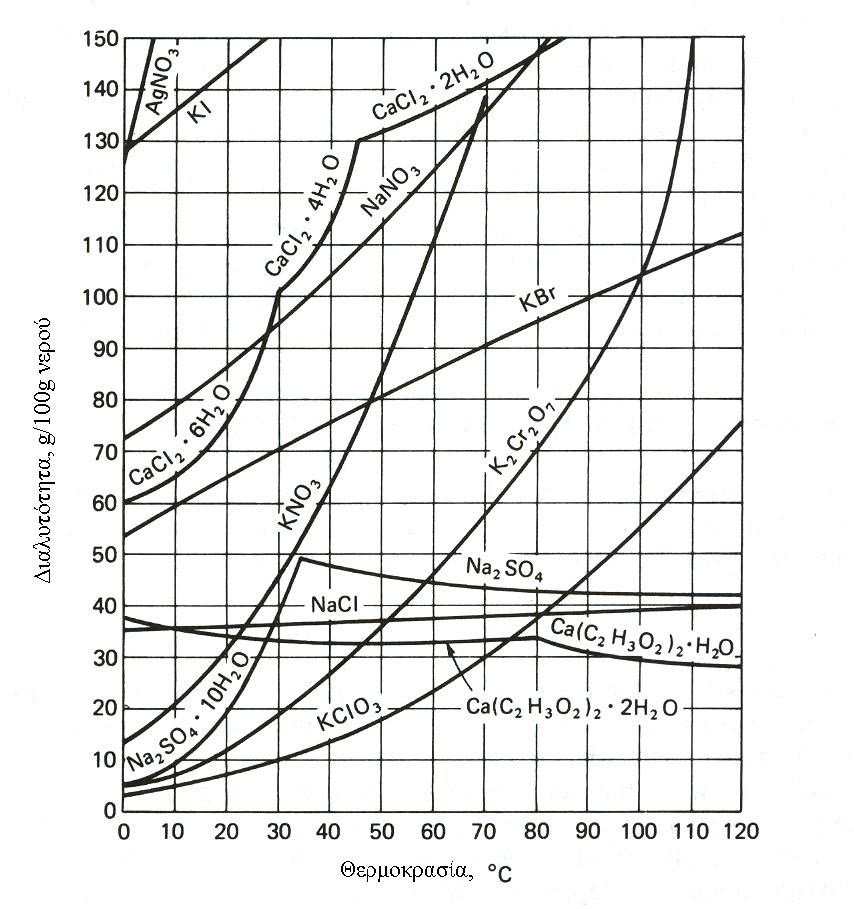 150
140
130
120
110
100
90
80
70
60
50
40
30
20
10
0
Διαλυτότητα, g/100g νερού
AgNO₃
KI
CaCl₂ · 2H₂O
CaCl₂ · 4H₂O
NaNO₃
KBr
CaCl₂ · 6H₂O
K₂Cr₂O₇
KNO₃
Na₂SO₄
NaCl
Ca(C₂H₃O₂)₂ · H₂O
Na₂SO₄ · 10H₂O
KClO₃
Ca(C₂H₃O₂)₂ · 2H₂O
0 10 20 30 40 50 60 70 80 90 100 110 120
Θερμοκρασία, °C